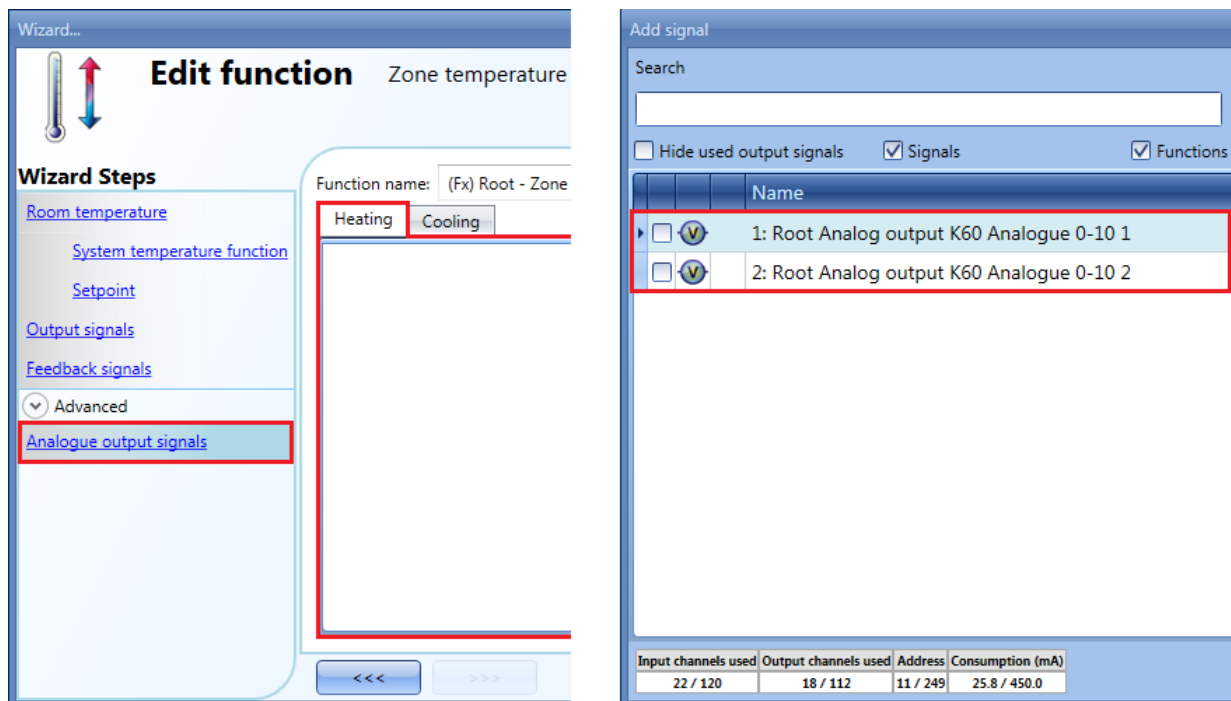 Wizard...
Edit function Zone temperature
Wizard Steps
Room temperature
System temperature function
Setpoint
Output signals
Feedback signals
Advanced
Analogue output signals
Function name: (Fx) Root - Zone
Heating Cooling
<<< >>>
Add signal
Search
Hide used output signals Signals Functions
Name
V 1: Root Analog output K60 Analogue 0-10 1
V 2: Root Analog output K60 Analogue 0-10 2
Input channels used Output channels used Address Consumption (mA)
22 / 120 18 / 112 11 / 249 25.8 / 450.0